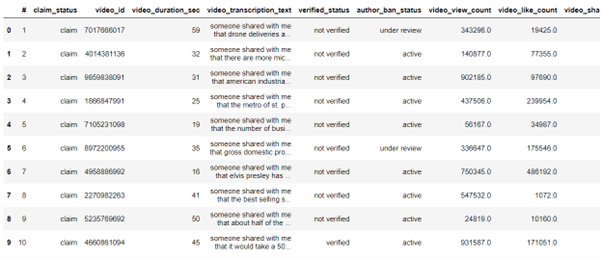 # claim_status video_id video_duration_sec video_transcription_text verified_status author_ban_status video_view_count video_like_count video_sha
0 1 claim 7017666017 59 someone shared with me that drone deliveries a... not verified under review 343296.0 19425.0
1 2 claim 4014381136 32 someone shared with me that there are more mic... not verified active 140877.0 77355.0
2 3 claim 9859838091 31 someone shared with me that american industria... not verified active 902185.0 97690.0
3 4 claim 1866847991 25 someone shared with me that the metro of st. p... not verified active 437506.0 239954.0
4 5 claim 7105231098 19 someone shared with me that the number of busi... not verified active 56167.0 34987.0
5 6 claim 8972200955 35 someone shared with me that gross domestic pro... not verified under review 336647.0 175546.0
6 7 claim 4958886992 16 someone shared with me that elvis presley has ... not verified active 750345.0 486192.0
7 8 claim 2270982263 41 someone shared with me that the best selling s... not verified active 547532.0 1072.0
8 9 claim 5235769692 50 someone shared with me that about half of the ... not verified active 24819.0 10160.0
9 10 claim 4660861094 45 someone shared with me that it would take a 50... verified active 931587.0 171051.0